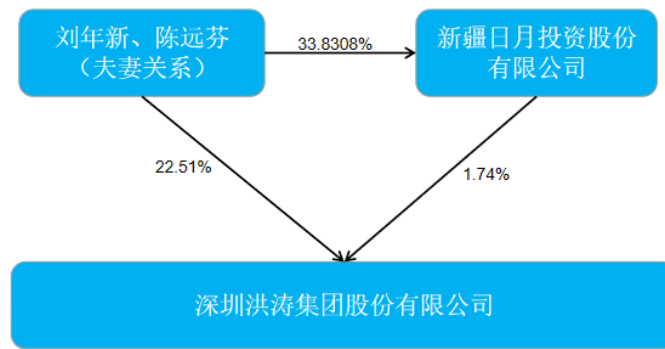 刘年新、陈远芬
（夫妻关系）
33.8308%
新疆日月投资股份
有限公司
22.51%
1.74%
深圳洪涛集团股份有限公司